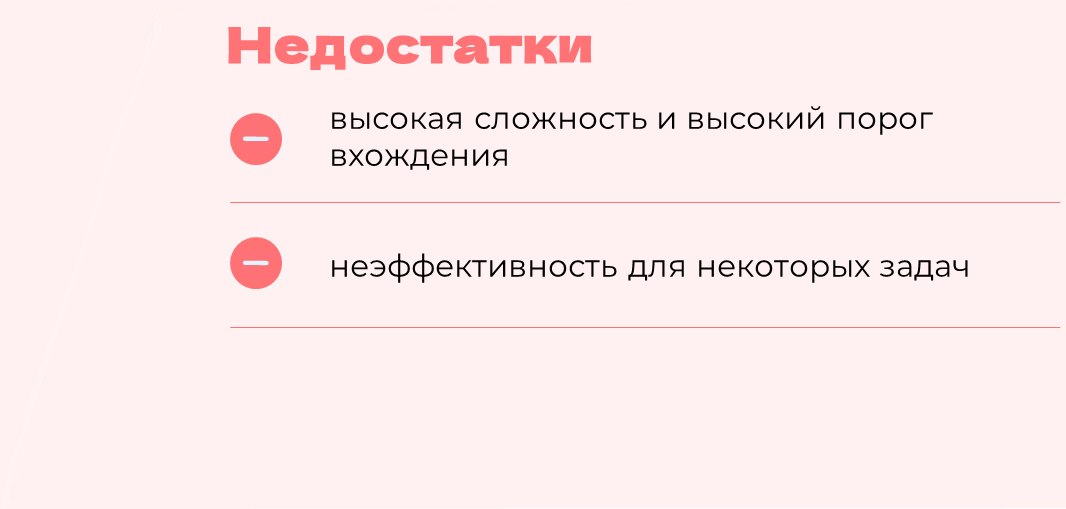 Недостатки
высокая сложность и высокий порог
вхождения
неэффективность для некоторых задач